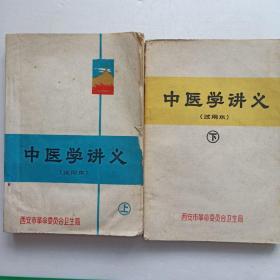 中医学讲义
（试用本）
上
西安市革命委员会卫生局
中医学讲义
（试用本）
下
西安市革命委员会卫生局